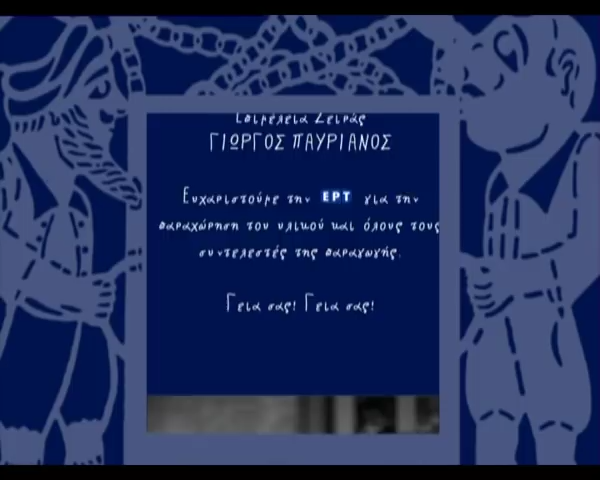 Επιμέλεια Σειράς
ΓΙΩΡΓΟΣ ΠΑΥΡΙΑΝΟΣ
Ευχαριστούμε την ΕΡΤ για την
παραχώρηση του υλικού και όλους τους
συντελεστές της παραγωγής.
Γεια σας! Γεια σας!